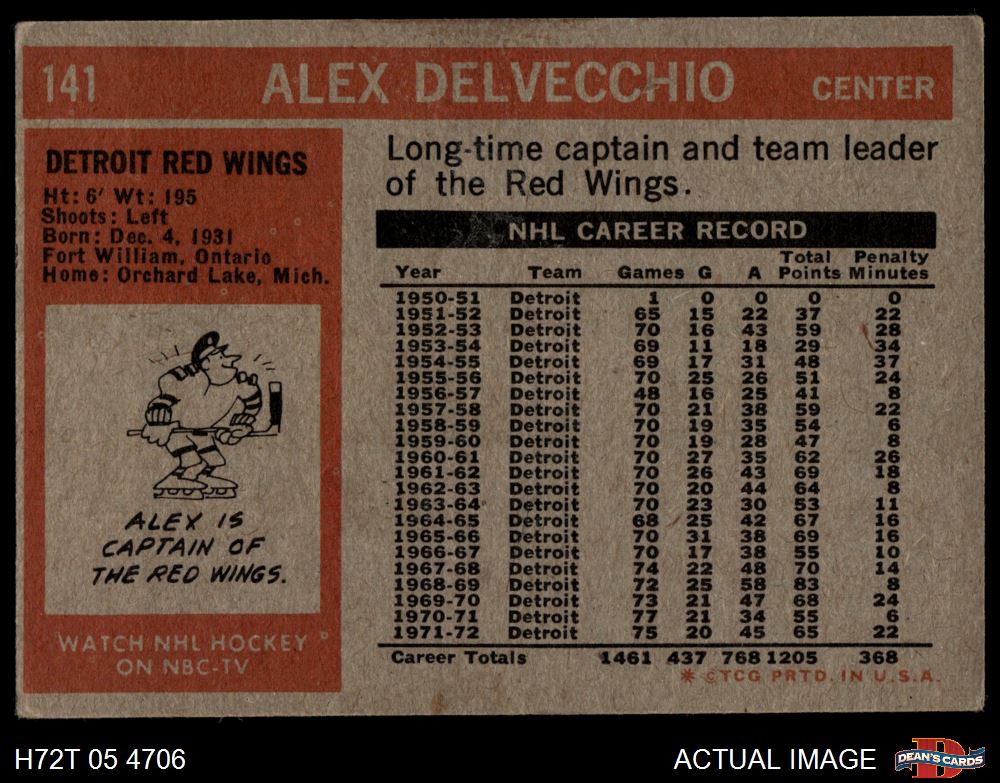 141 ALEX DELVECCHIO CENTER
DETROIT RED WINGS
Ht: 6' Wt: 195
Shoots: Left
Born: Dec. 4, 1931
Fort William, Ontario
Home: Orchard Lake, Mich.
ALEX IS
CAPTAIN OF
THE RED WINGS.
WATCH NHL HOCKEY
ON NBC-TV
Long-time captain and team leader
of the Red Wings.
NHL CAREER RECORD
Year Team Games G A Total Points Penalty Minutes
1950-51 Detroit 1 0 0 0 0
1951-52 Detroit 65 15 22 37 22
1952-53 Detroit 70 16 43 59 28
1953-54 Detroit 69 11 18 29 34
1954-55 Detroit 69 17 31 48 37
1955-56 Detroit 70 25 26 51 24
1956-57 Detroit 48 16 25 41 8
1957-58 Detroit 70 21 38 59 22
1958-59 Detroit 70 19 35 54 6
1959-60 Detroit 70 19 28 47 8
1960-61 Detroit 70 27 35 62 26
1961-62 Detroit 70 26 43 69 18
1962-63 Detroit 70 20 44 64 8
1963-64 Detroit 70 23 30 53 11
1964-65 Detroit 68 25 42 67 16
1965-66 Detroit 70 31 38 69 16
1966-67 Detroit 70 17 38 55 10
1967-68 Detroit 74 22 48 70 14
1968-69 Detroit 72 25 58 83 8
1969-70 Detroit 73 21 47 68 24
1970-71 Detroit 77 21 34 55 6
1971-72 Detroit 75 20 45 65 22
Career Totals 1461 437 768 1205 368
* ©TCG PRTD. IN U.S.A.
H72T 05 4706 ACTUAL IMAGE
D
DEAN'S CARDS